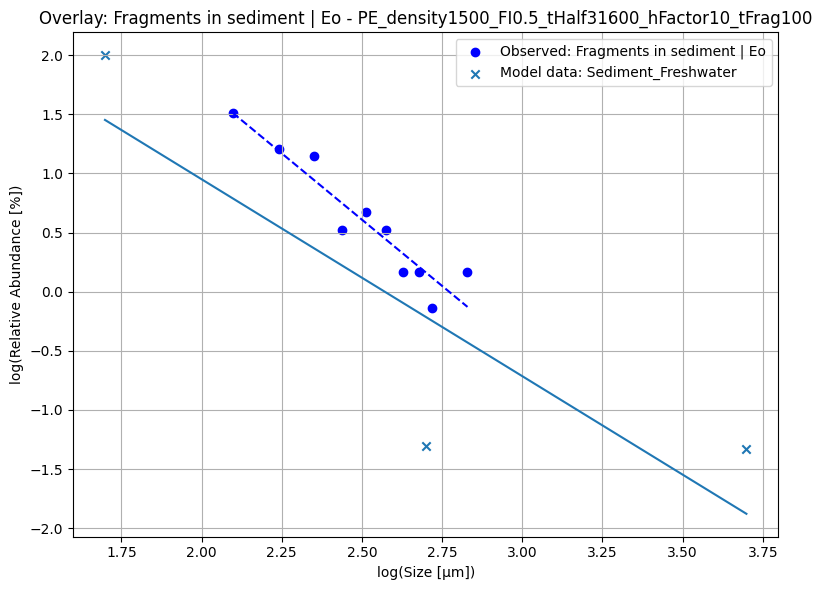 Overlay: Fragments in sediment | Eo - PE_density1500_FI0.5_tHalf31600_hFactor10_tFrag100
Observed: Fragments in sediment | Eo
Model data: Sediment_Freshwater
2.0
1.5
1.0
0.5
0.0
−0.5
−1.0
−1.5
−2.0
log(Relative Abundance [%])
1.75 2.00 2.25 2.50 2.75 3.00 3.25 3.50 3.75
log(Size [μm])